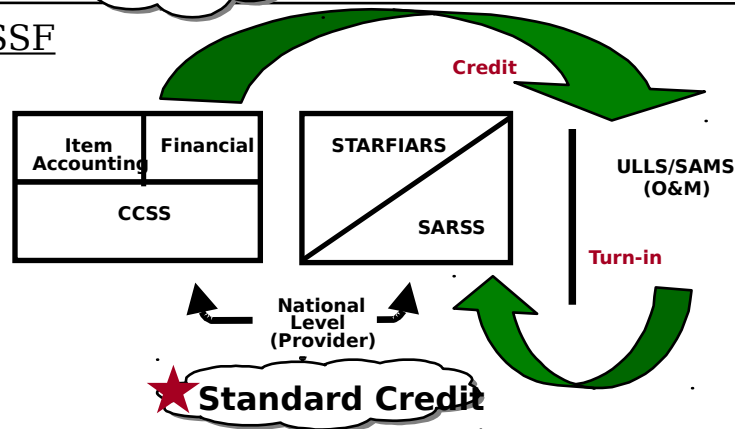 SSF
Credit
Item
Accounting
Financial
CCSS
STARFIARS
SARSS
ULLS/SAMS
(O&M)
Turn-in
National
Level
(Provider)
Standard Credit